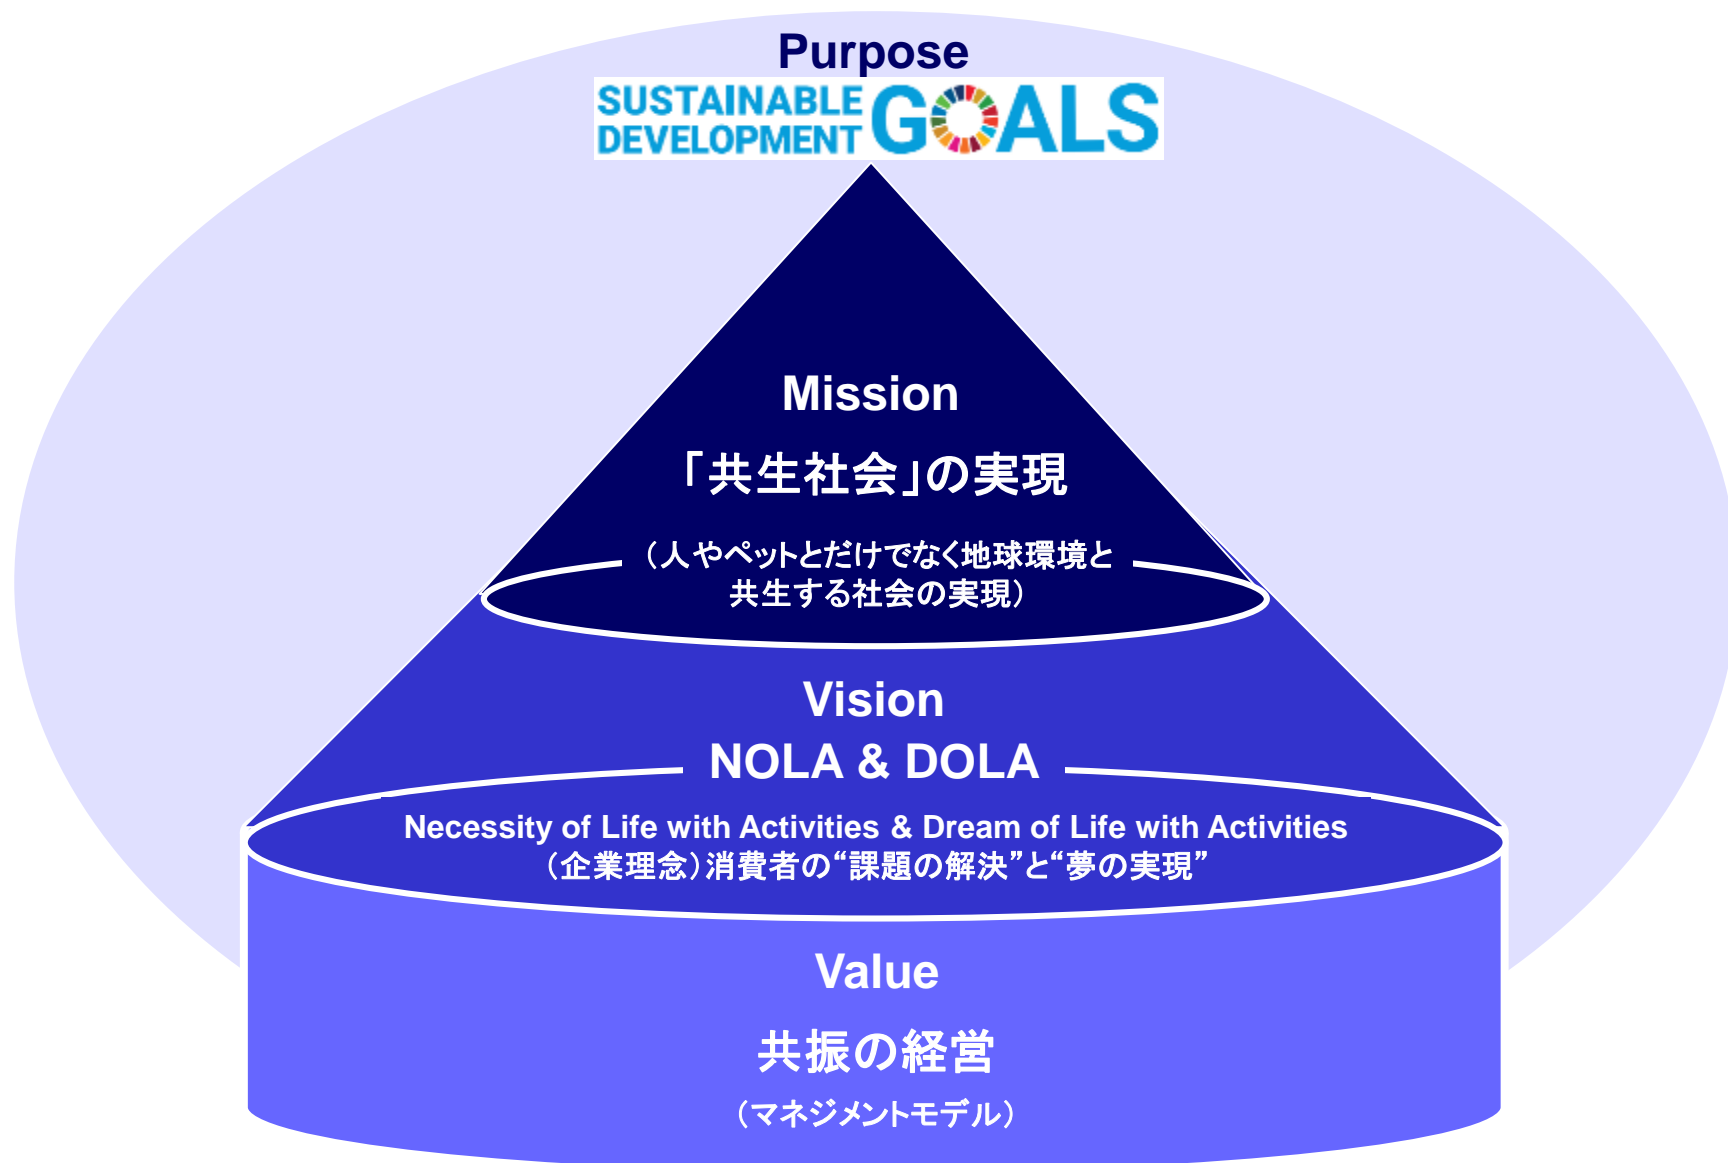 Purpose
SUSTAINABLE
DEVELOPMENT GOALS
Mission
「共生社会」の実現
（人やペットとだけでなく地球環境と
共生する社会の実現）
Vision
NOLA & DOLA
Necessity of Life with Activities & Dream of Life with Activities
（企業理念）消費者の“課題の解決”と“夢の実現”
Value
共振の経営
（マネジメントモデル）